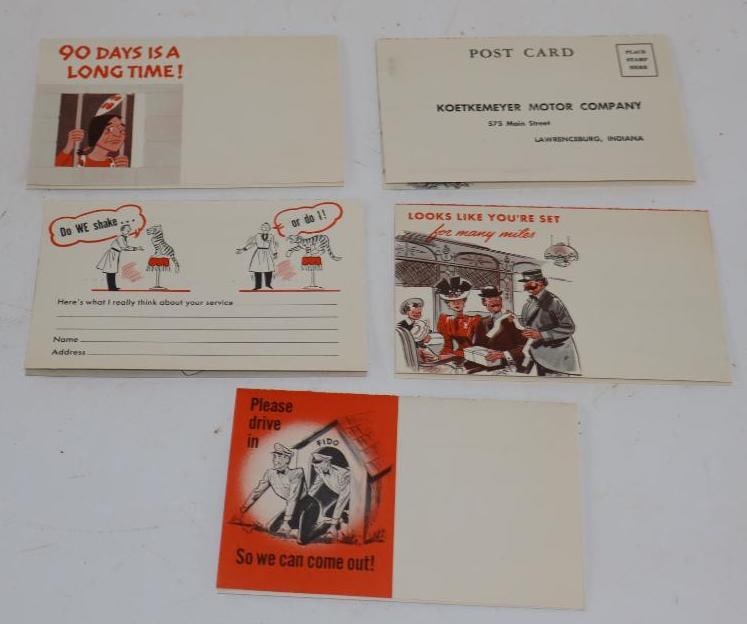 90 DAYS IS A
LONG TIME!
POST CARD
PLACE
STAMP
HERE
KOETKEMEYER MOTOR COMPANY
575 Main Street
LAWRENCEBURG, INDIANA
Do WE shake...
or do I!
Here's what I really think about your service
Name
Address
LOOKS LIKE YOU'RE SET
for many miles
Please
drive
in
FIDO
So we can come out!